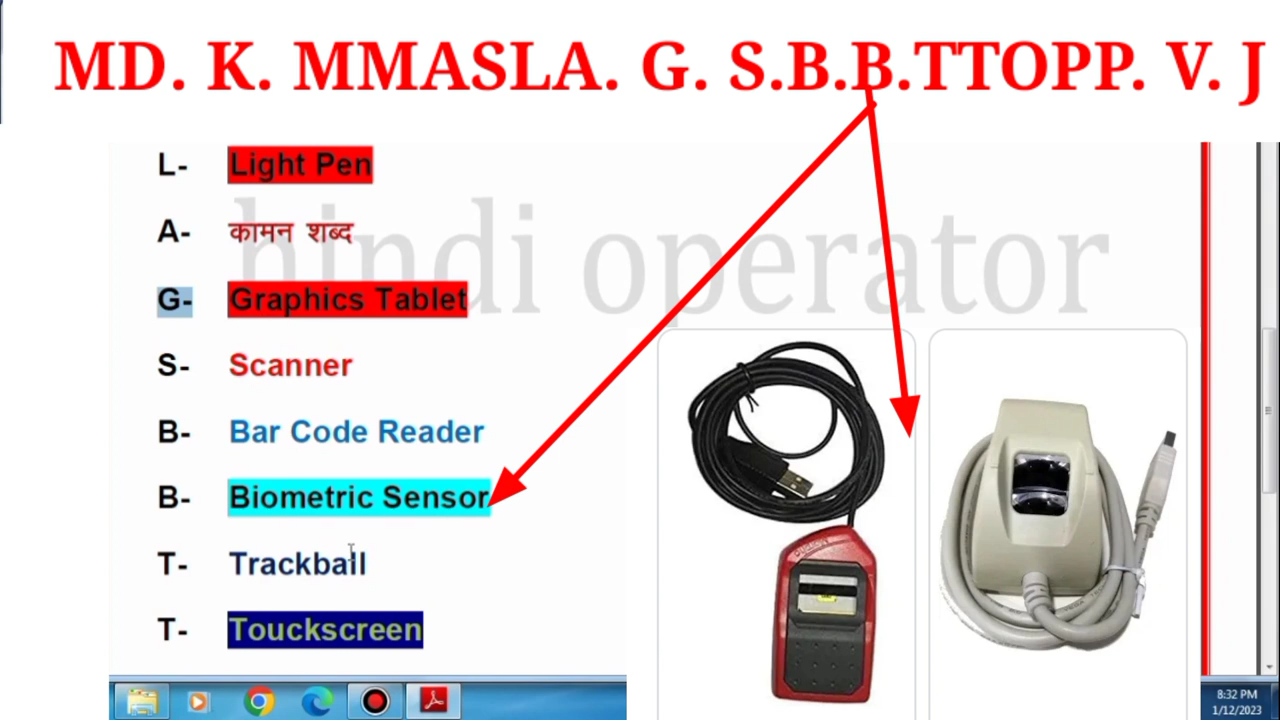 MD. K. MMASLA. G. S.B.B.TTOPP. V. J
L- Light Pen
A- कामन शब्द
hindi operator
G- Graphics Tablet
S- Scanner
B- Bar Code Reader
B- Biometric Sensor
T- Trackball
T- Touckscreen
8:32 PM
1/12/2023